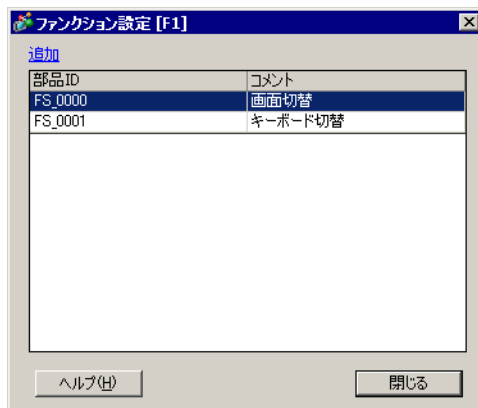 ファンクション設定 [F1]
追加
部品ID コメント
FS_0000 画面切替
FS_0001 キーボード切替
ヘルプ(H) 閉じる